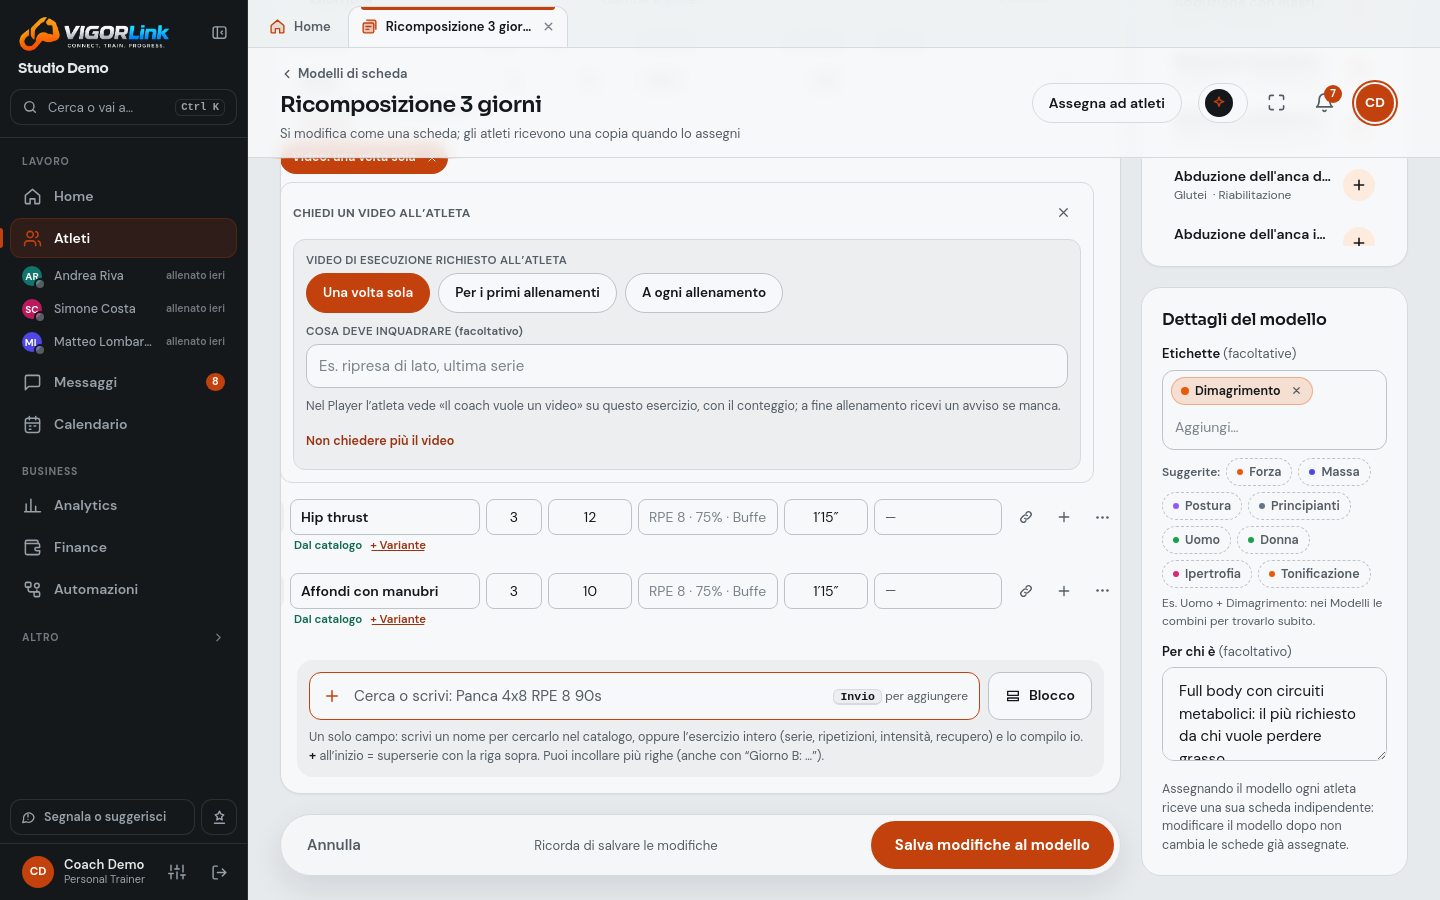 VIGORLink
CONNECT. TRAIN. PROGRESS.
Studio Demo
Cerca o vai a...
Ctrl K
LAVORO
Home
Atleti
AR Andrea Riva allenato ieri
SC Simone Costa allenato ieri
ML Matteo Lombar... allenato ieri
Messaggi 8
Calendario
BUSINESS
Analytics
Finance
Automazioni
ALTRO
Segnala o suggerisci
CD Coach Demo
Personal Trainer
Home
Ricomposizione 3 gior...
Modelli di scheda
Ricomposizione 3 giorni
Si modifica come una scheda; gli atleti ricevono una copia quando lo assegni
Assegna ad atleti
7
CD
Video: una volta sola
CHIEDI UN VIDEO ALL’ATLETA
VIDEO DI ESECUZIONE RICHIESTO ALL’ATLETA
Una volta sola
Per i primi allenamenti
A ogni allenamento
COSA DEVE INQUADRARE (facoltativo)
Es. ripresa di lato, ultima serie
Nel Player l’atleta vede «Il coach vuole un video» su questo esercizio, con il conteggio; a fine allenamento ricevi un avviso se manca.
Non chiedere più il video
Hip thrust 3 12 RPE 8 · 75% · Buffe 1’15” —
Dal catalogo + Variante
Affondi con manubri 3 10 RPE 8 · 75% · Buffe 1’15” —
Dal catalogo + Variante
Cerca o scrivi: Panca 4x8 RPE 8 90s
Invio per aggiungere
Blocco
Un solo campo: scrivi un nome per cercarlo nel catalogo, oppure l’esercizio intero (serie, ripetizioni, intensità, recupero) e lo compilo io.
+ all’inizio = superserie con la riga sopra. Puoi incollare più righe (anche con “Giorno B: …”).
Annulla
Ricorda di salvare le modifiche
Salva modifiche al modello
Abduzione dell'anca d...
Glutei · Riabilitazione
Abduzione dell'anca i...
Dettagli del modello
Etichette (facoltative)
Dimagrimento
Aggiungi...
Suggerite:
Forza
Massa
Postura
Principianti
Uomo
Donna
Ipertrofia
Tonificazione
Es. Uomo + Dimagrimento: nei Modelli le
combini per trovarlo subito.
Per chi è (facoltativo)
Full body con circuiti
metabolici: il più richiesto
da chi vuole perdere
grasso.
Assegnando il modello ogni atleta
riceve una sua scheda indipendente:
modificare il modello dopo non
cambia le schede già assegnate.